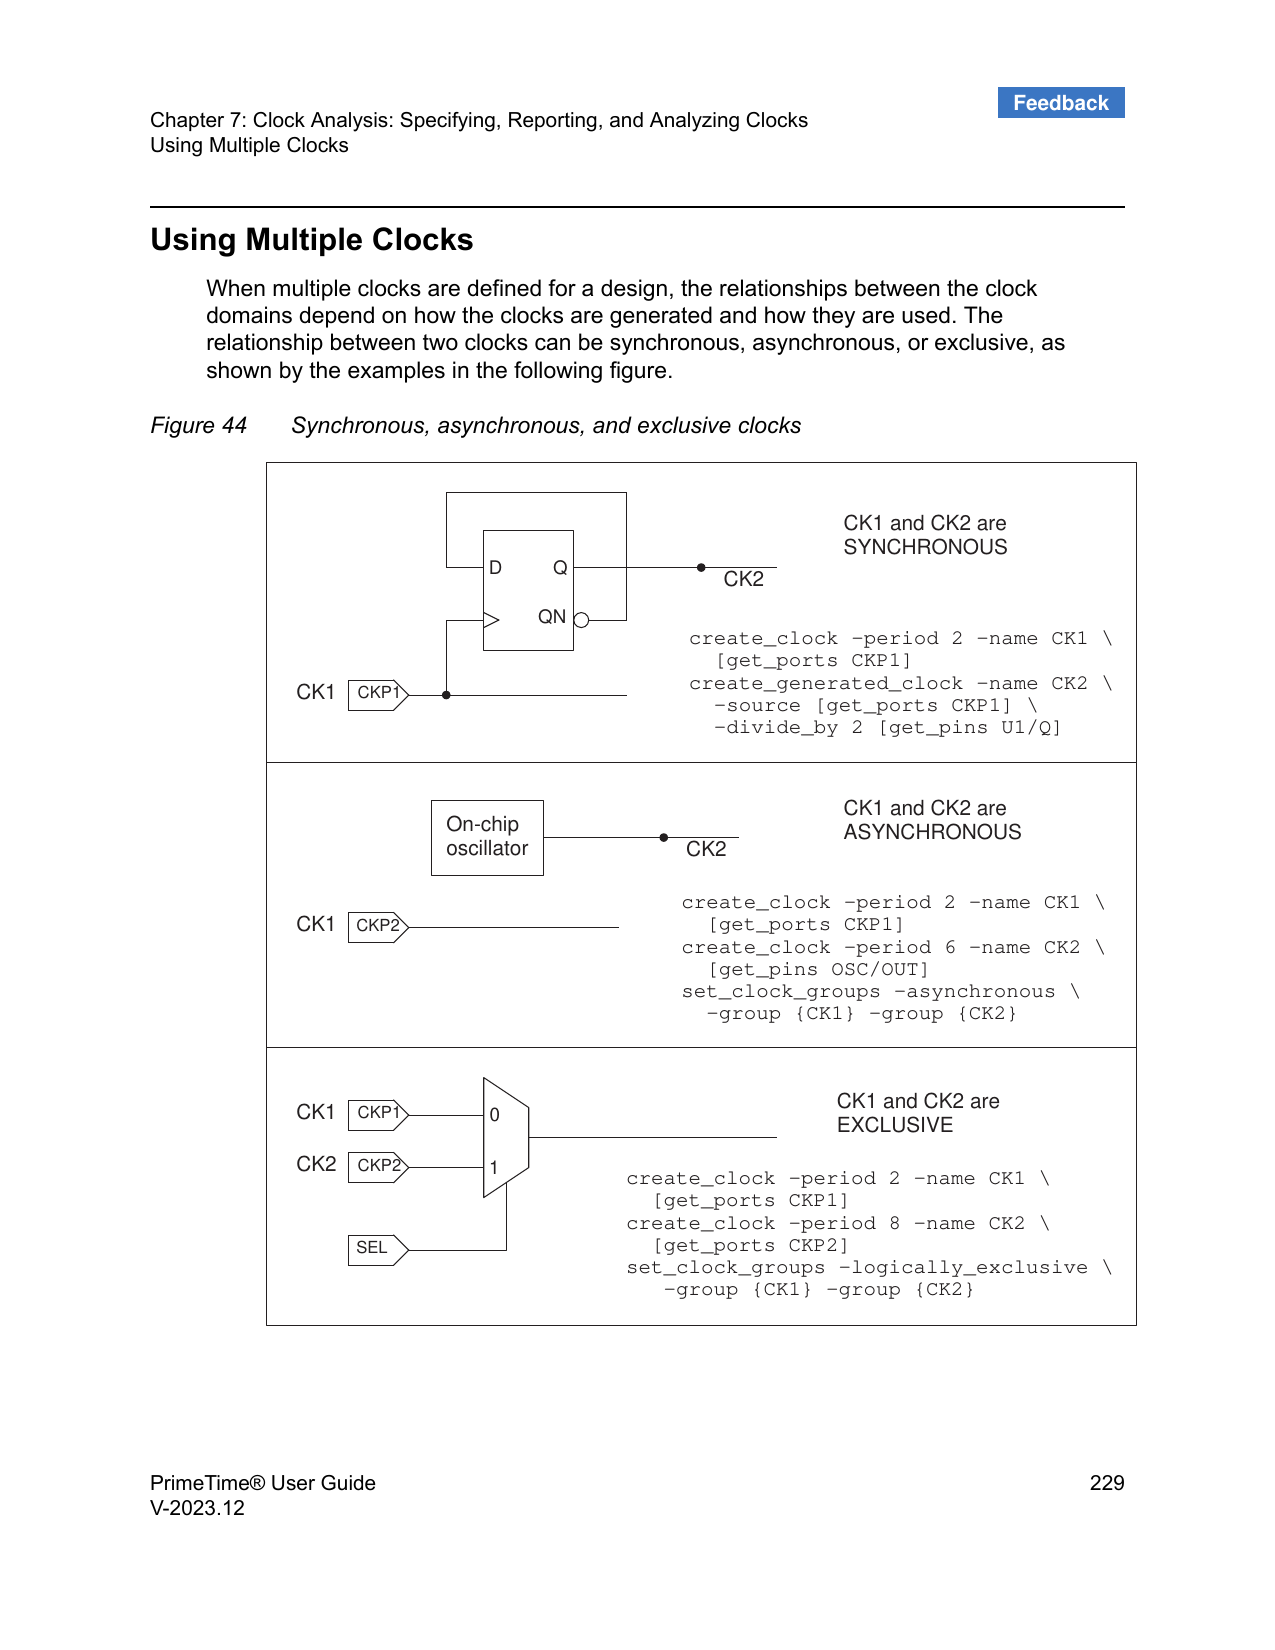 Feedback
Chapter 7: Clock Analysis: Specifying, Reporting, and Analyzing Clocks
Using Multiple Clocks
Using Multiple Clocks
When multiple clocks are defined for a design, the relationships between the clock
domains depend on how the clocks are generated and how they are used. The
relationship between two clocks can be synchronous, asynchronous, or exclusive, as
shown by the examples in the following figure.
Figure 44 Synchronous, asynchronous, and exclusive clocks
CK1 and CK2 are
SYNCHRONOUS
D Q
CK2
QN
CK1 CKP1
create_clock -period 2 -name CK1 \
[get_ports CKP1]
create_generated_clock -name CK2 \
-source [get_ports CKP1] \
-divide_by 2 [get_pins U1/Q]
On-chip
oscillator
CK2
CK1 and CK2 are
ASYNCHRONOUS
CK1 CKP2
create_clock -period 2 -name CK1 \
[get_ports CKP1]
create_clock -period 6 -name CK2 \
[get_pins OSC/OUT]
set_clock_groups -asynchronous \
-group {CK1} -group {CK2}
CK1 CKP1 0
CK2 CKP2 1
SEL
CK1 and CK2 are
EXCLUSIVE
create_clock -period 2 -name CK1 \
[get_ports CKP1]
create_clock -period 8 -name CK2 \
[get_ports CKP2]
set_clock_groups -logically_exclusive \
-group {CK1} -group {CK2}
PrimeTime® User Guide 229
V-2023.12